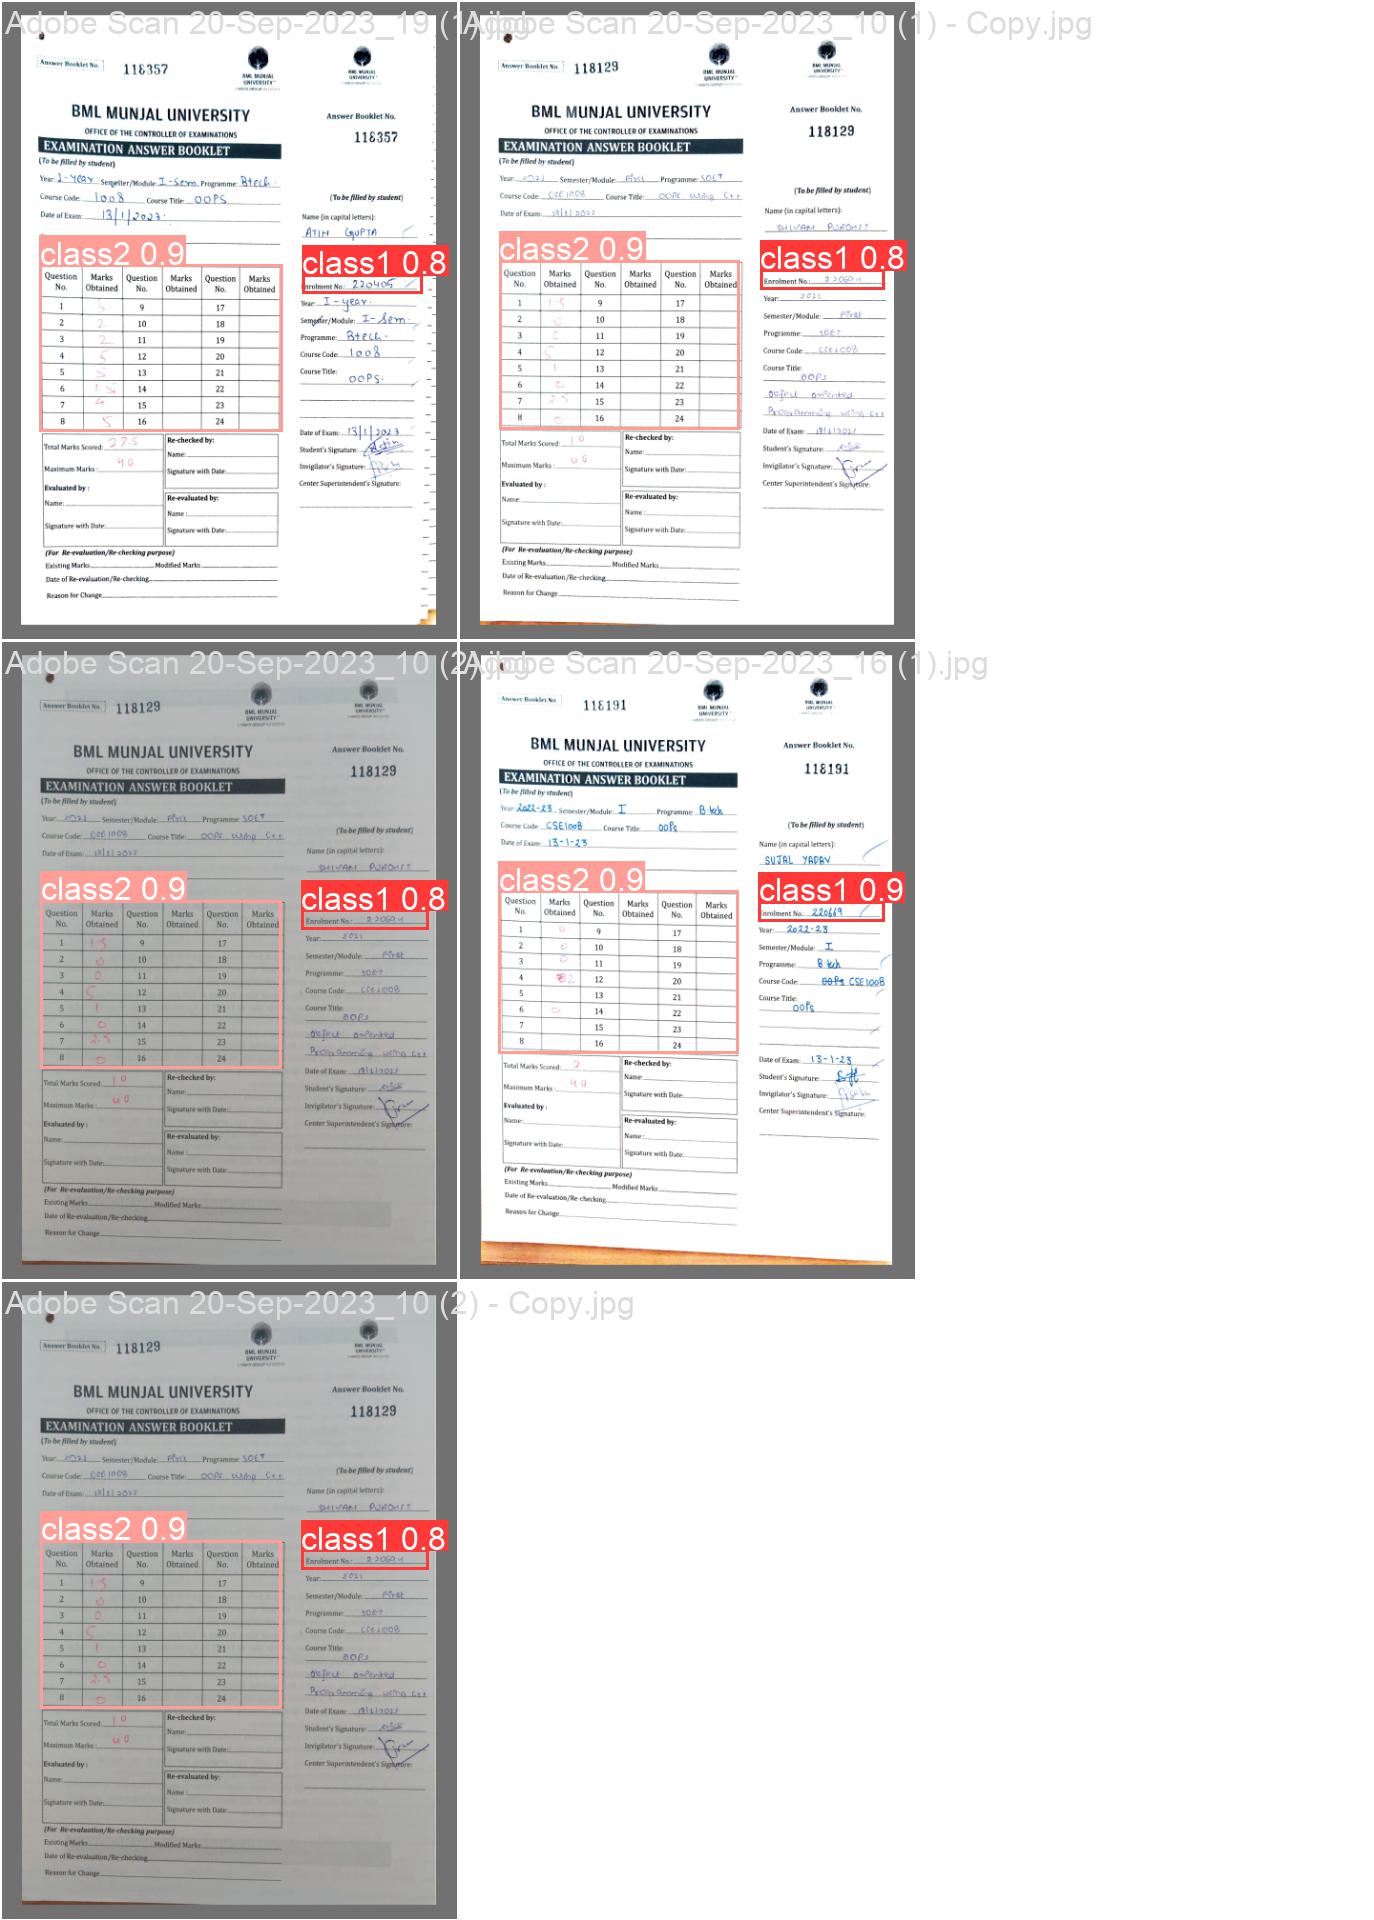 Adobe Scan 20-Sep-2023_19 (1).jpg
Answer Booklet No. 118357
BML MUNJAL UNIVERSITY
BML MUNJAL UNIVERSITY
BML MUNJAL UNIVERSITY
OFFICE OF THE CONTROLLER OF EXAMINATIONS
EXAMINATION ANSWER BOOKLET
(To be filled by student)
Year: I-Year Semester/Module: I-Sem Programme: Btech.
Course Code: 1008 Course Title: OOPS
Date of Exam: 13/1/2023.
class2 0.9
Question No. Marks Obtained Question No. Marks Obtained Question No. Marks Obtained
1 5 9 17
2 2 10 18
3 2 11 19
4 5 12 20
5 5 13 21
6 1.5 14 22
7 4 15 23
8 5 16 24
Total Marks Scored: 27.5
Maximum Marks: 40
Evaluated by :
Name:
Signature with Date:
Re-checked by:
Name:
Signature with Date:
Re-evaluated by:
Name :
Signature with Date:
(For Re-evaluation/Re-checking purpose)
Existing Marks Modified Marks
Date of Re-evaluation/Re-checking
Reason for Change
Answer Booklet No.
118357
(To be filled by student)
Name (in capital letters):
ATIN GUPTA
class1 0.8
Enrolment No.: 220405
Year: I-year.
Semester/Module: I-Sem.
Programme: Btech.
Course Code: 1008
Course Title:
OOPS.
Date of Exam: 13/1/2023
Student's Signature: Atin
Invigilator's Signature:
Center Superintendent's Signature:
Adobe Scan 20-Sep-2023_10 (1) - Copy.jpg
Answer Booklet No. 118129
BML MUNJAL UNIVERSITY
BML MUNJAL UNIVERSITY
BML MUNJAL UNIVERSITY
OFFICE OF THE CONTROLLER OF EXAMINATIONS
EXAMINATION ANSWER BOOKLET
(To be filled by student)
Year: 2022 Semester/Module: First Programme: SOET
Course Code: CSE1008 Course Title: OOPS using C++
Date of Exam:
class2 0.9
Question No. Marks Obtained Question No. Marks Obtained Question No. Marks Obtained
1 1.5 9 17
2 0 10 18
3 0 11 19
4 5 12 20
5 1 13 21
6 0 14 22
7 2.5 15 23
8 0 16 24
Total Marks Scored: 10
Maximum Marks: 40
Evaluated by :
Name:
Signature with Date:
Re-checked by:
Name:
Signature with Date:
Re-evaluated by:
Name :
Signature with Date:
(For Re-evaluation/Re-checking purpose)
Existing Marks Modified Marks
Date of Re-evaluation/Re-checking
Reason for Change
Answer Booklet No.
118129
(To be filled by student)
Name (in capital letters):
SHIVAM PUROHIT
class1 0.8
Enrolment No.:
Year: 2021
Semester/Module: First
Programme: SOET
Course Code: CSE1008
Course Title:
OOPs
Object oriented
Programming using C++
Date of Exam:
Student's Signature:
Invigilator's Signature:
Center Superintendent's Signature:
Adobe Scan 20-Sep-2023_10 (2).jpg
Answer Booklet No. 118129
BML MUNJAL UNIVERSITY
BML MUNJAL UNIVERSITY
BML MUNJAL UNIVERSITY
OFFICE OF THE CONTROLLER OF EXAMINATIONS
EXAMINATION ANSWER BOOKLET
(To be filled by student)
Year: 2022 Semester/Module: First Programme: SOET
Course Code: CSE1008 Course Title: OOPS using C++
Date of Exam:
class2 0.9
Question No. Marks Obtained Question No. Marks Obtained Question No. Marks Obtained
1 1.5 9 17
2 0 10 18
3 0 11 19
4 5 12 20
5 1 13 21
6 0 14 22
7 2.5 15 23
8 0 16 24
Total Marks Scored: 10
Maximum Marks: 40
Evaluated by :
Name:
Signature with Date:
Re-checked by:
Name:
Signature with Date:
Re-evaluated by:
Name :
Signature with Date:
(For Re-evaluation/Re-checking purpose)
Existing Marks Modified Marks
Date of Re-evaluation/Re-checking
Reason for Change
Answer Booklet No.
118129
(To be filled by student)
Name (in capital letters):
SHIVAM PUROHIT
class1 0.8
Enrolment No.:
Year: 2021
Semester/Module: First
Programme: SOET
Course Code: CSE1008
Course Title:
OOPs
Object oriented
Programming using C++
Date of Exam:
Student's Signature:
Invigilator's Signature:
Center Superintendent's Signature:
Adobe Scan 20-Sep-2023_16 (1).jpg
Answer Booklet No. 118191
BML MUNJAL UNIVERSITY
BML MUNJAL UNIVERSITY
BML MUNJAL UNIVERSITY
OFFICE OF THE CONTROLLER OF EXAMINATIONS
EXAMINATION ANSWER BOOKLET
(To be filled by student)
Year: 2022-23 Semester/Module: I Programme: B-tech
Course Code: CSE1008 Course Title: OOPs
Date of Exam: 13-1-23
class2 0.9
Question No. Marks Obtained Question No. Marks Obtained Question No. Marks Obtained
1 0 9 17
2 0 10 18
3 0 11 19
4 2 12 20
5 13 21
6 0 14 22
7 15 23
8 16 24
Total Marks Scored: 2
Maximum Marks: 40
Evaluated by :
Name:
Signature with Date:
Re-checked by:
Name:
Signature with Date:
Re-evaluated by:
Name :
Signature with Date:
(For Re-evaluation/Re-checking purpose)
Existing Marks Modified Marks
Date of Re-evaluation/Re-checking
Reason for Change
Answer Booklet No.
118191
(To be filled by student)
Name (in capital letters):
SUJAL YADAV
class1 0.9
Enrolment No.: 220669
Year: 2022-23
Semester/Module: I
Programme: B-tech
Course Code: OOPs CSE1008
Course Title:
OOPs
Date of Exam: 13-1-23
Student's Signature:
Invigilator's Signature:
Center Superintendent's Signature:
Adobe Scan 20-Sep-2023_10 (2) - Copy.jpg
Answer Booklet No. 118129
BML MUNJAL UNIVERSITY
BML MUNJAL UNIVERSITY
BML MUNJAL UNIVERSITY
OFFICE OF THE CONTROLLER OF EXAMINATIONS
EXAMINATION ANSWER BOOKLET
(To be filled by student)
Year: 2022 Semester/Module: First Programme: SOET
Course Code: CSE1008 Course Title: OOPS using C++
Date of Exam:
class2 0.9
Question No. Marks Obtained Question No. Marks Obtained Question No. Marks Obtained
1 1.5 9 17
2 0 10 18
3 0 11 19
4 5 12 20
5 1 13 21
6 0 14 22
7 2.5 15 23
8 0 16 24
Total Marks Scored: 10
Maximum Marks: 40
Evaluated by :
Name:
Signature with Date:
Re-checked by:
Name:
Signature with Date:
Re-evaluated by:
Name :
Signature with Date:
(For Re-evaluation/Re-checking purpose)
Existing Marks Modified Marks
Date of Re-evaluation/Re-checking
Reason for Change
Answer Booklet No.
118129
(To be filled by student)
Name (in capital letters):
SHIVAM PUROHIT
class1 0.8
Enrolment No.:
Year: 2021
Semester/Module: First
Programme: SOET
Course Code: CSE1008
Course Title:
OOPs
Object oriented
Programming using C++
Date of Exam:
Student's Signature:
Invigilator's Signature:
Center Superintendent's Signature: